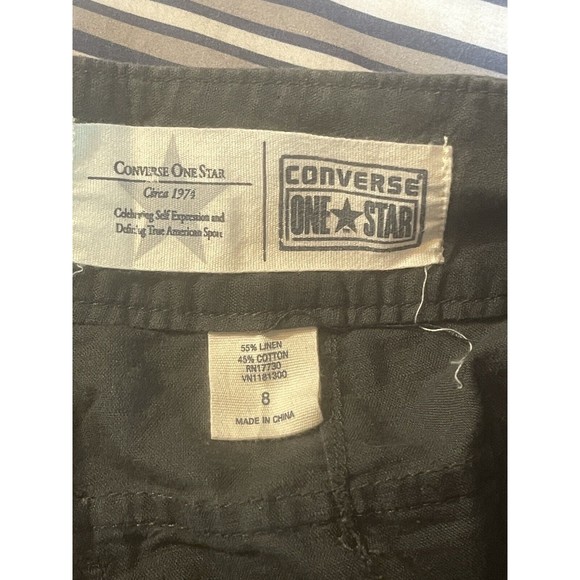 CONVERSE ONE STAR
Circa 1974
Celebrating Self Expression and
Defining True American Sport
CONVERSE
ONE★STAR
55% LINEN
45% COTTON
RN17730
VN1181300
8
MADE IN CHINA